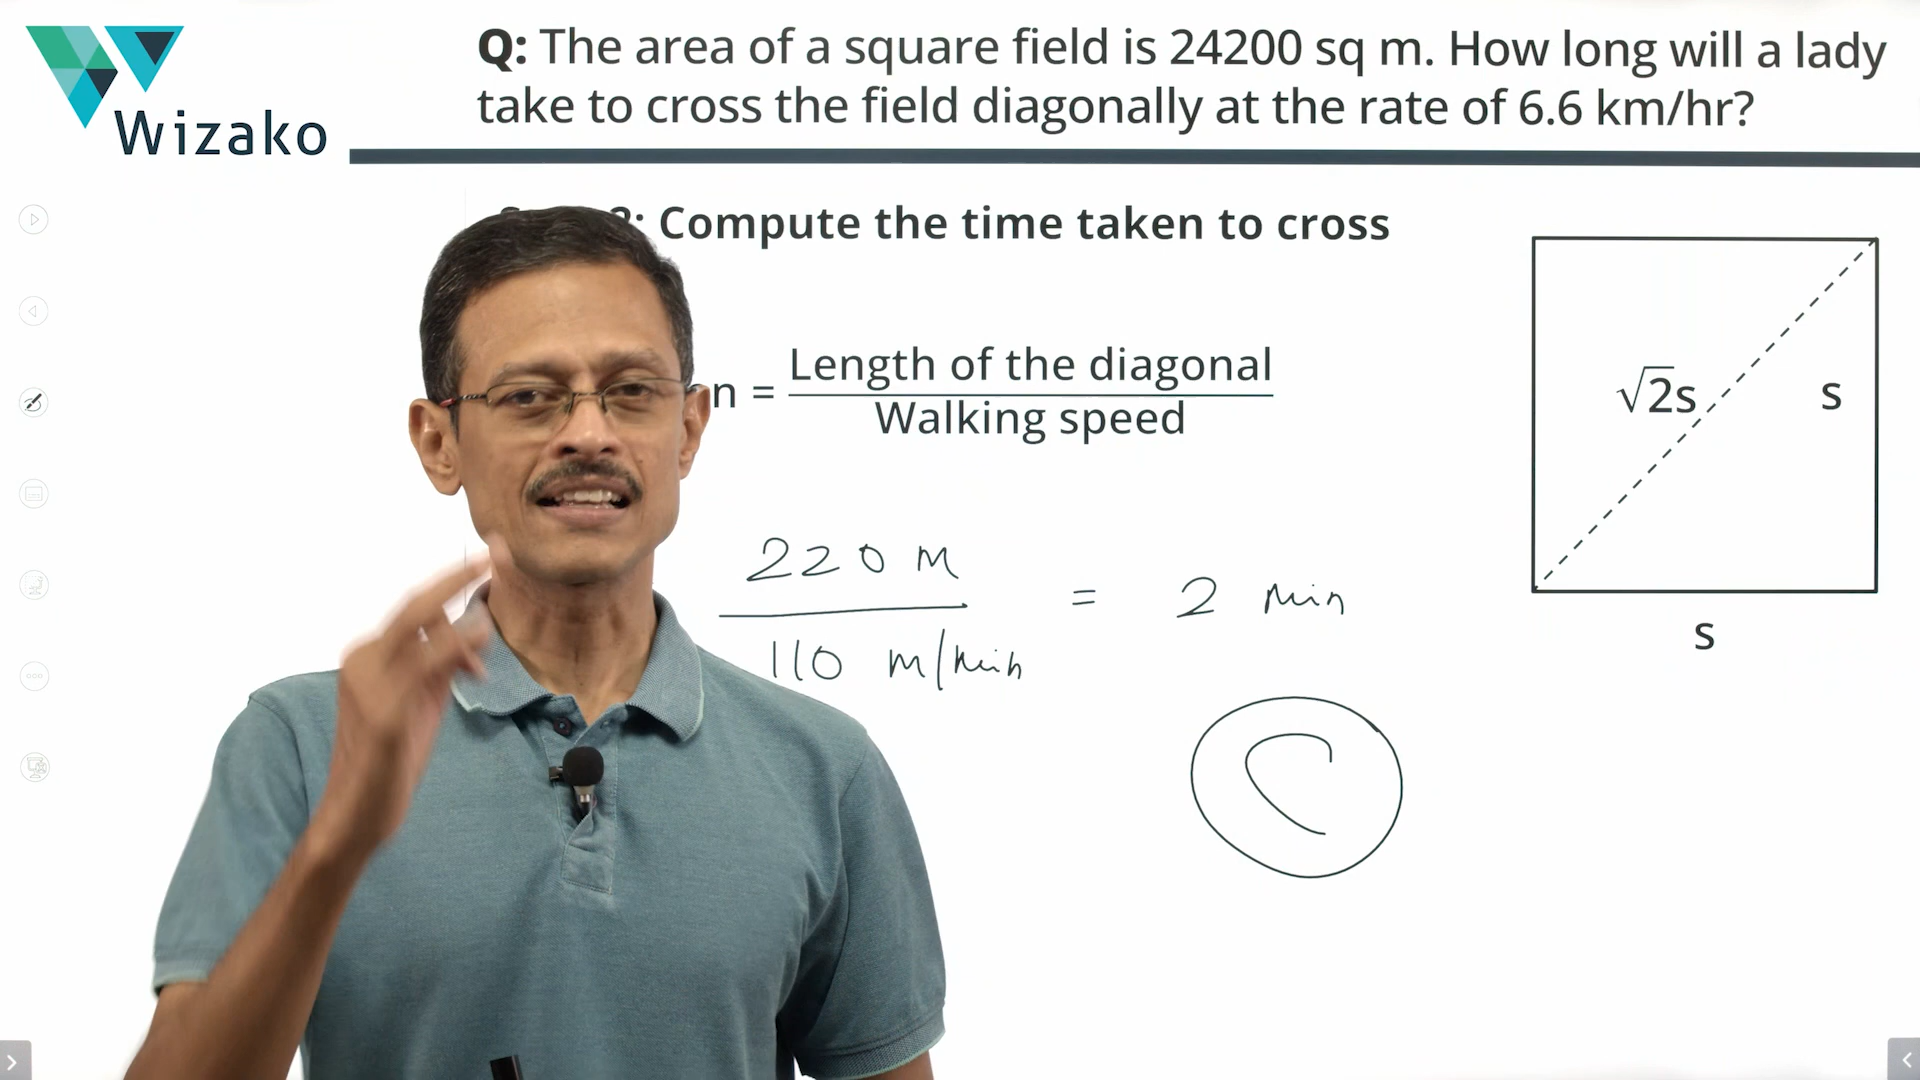 Wizako
Q: The area of a square field is 24200 sq m. How long will a lady
take to cross the field diagonally at the rate of 6.6 km/hr?
: Compute the time taken to cross
n = Length of the diagonal
Walking speed
√2s
s
s
220 m
110 m/min
= 2 min
C